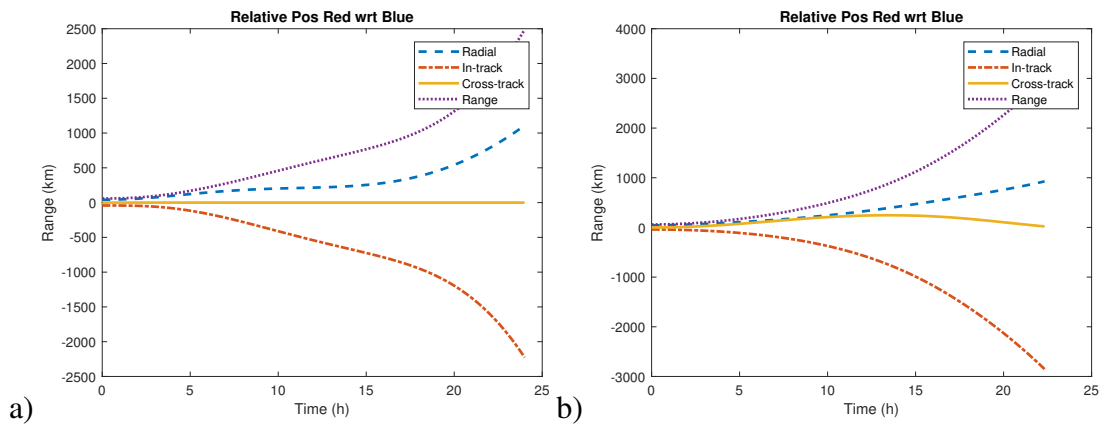 a)
Relative Pos Red wrt Blue
2500
2000
1500
1000
500
0
-500
-1000
-1500
-2000
-2500
Range (km)
0 5 10 15 20 25
Time (h)
Radial
In-track
Cross-track
Range
b)
Relative Pos Red wrt Blue
4000
3000
2000
1000
0
-1000
-2000
-3000
Range (km)
0 5 10 15 20 25
Time (h)
Radial
In-track
Cross-track
Range